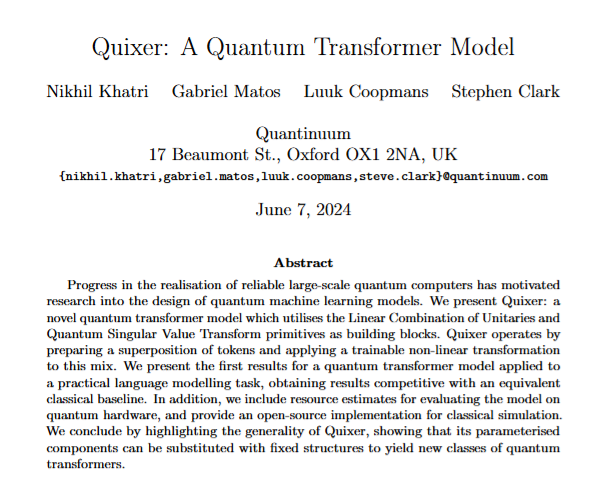 Quixer: A Quantum Transformer Model
Nikhil Khatri Gabriel Matos Luuk Coopmans Stephen Clark
Quantinuum
17 Beaumont St., Oxford OX1 2NA, UK
{nikhil.khatri,gabriel.matos,luuk.coopmans,steve.clark}@quantinuum.com
June 7, 2024
Abstract
Progress in the realisation of reliable large-scale quantum computers has motivated
research into the design of quantum machine learning models. We present Quixer: a
novel quantum transformer model which utilises the Linear Combination of Unitaries and
Quantum Singular Value Transform primitives as building blocks. Quixer operates by
preparing a superposition of tokens and applying a trainable non-linear transformation
to this mix. We present the first results for a quantum transformer model applied to
a practical language modelling task, obtaining results competitive with an equivalent
classical baseline. In addition, we include resource estimates for evaluating the model on
quantum hardware, and provide an open-source implementation for classical simulation.
We conclude by highlighting the generality of Quixer, showing that its parameterised
components can be substituted with fixed structures to yield new classes of quantum
transformers.